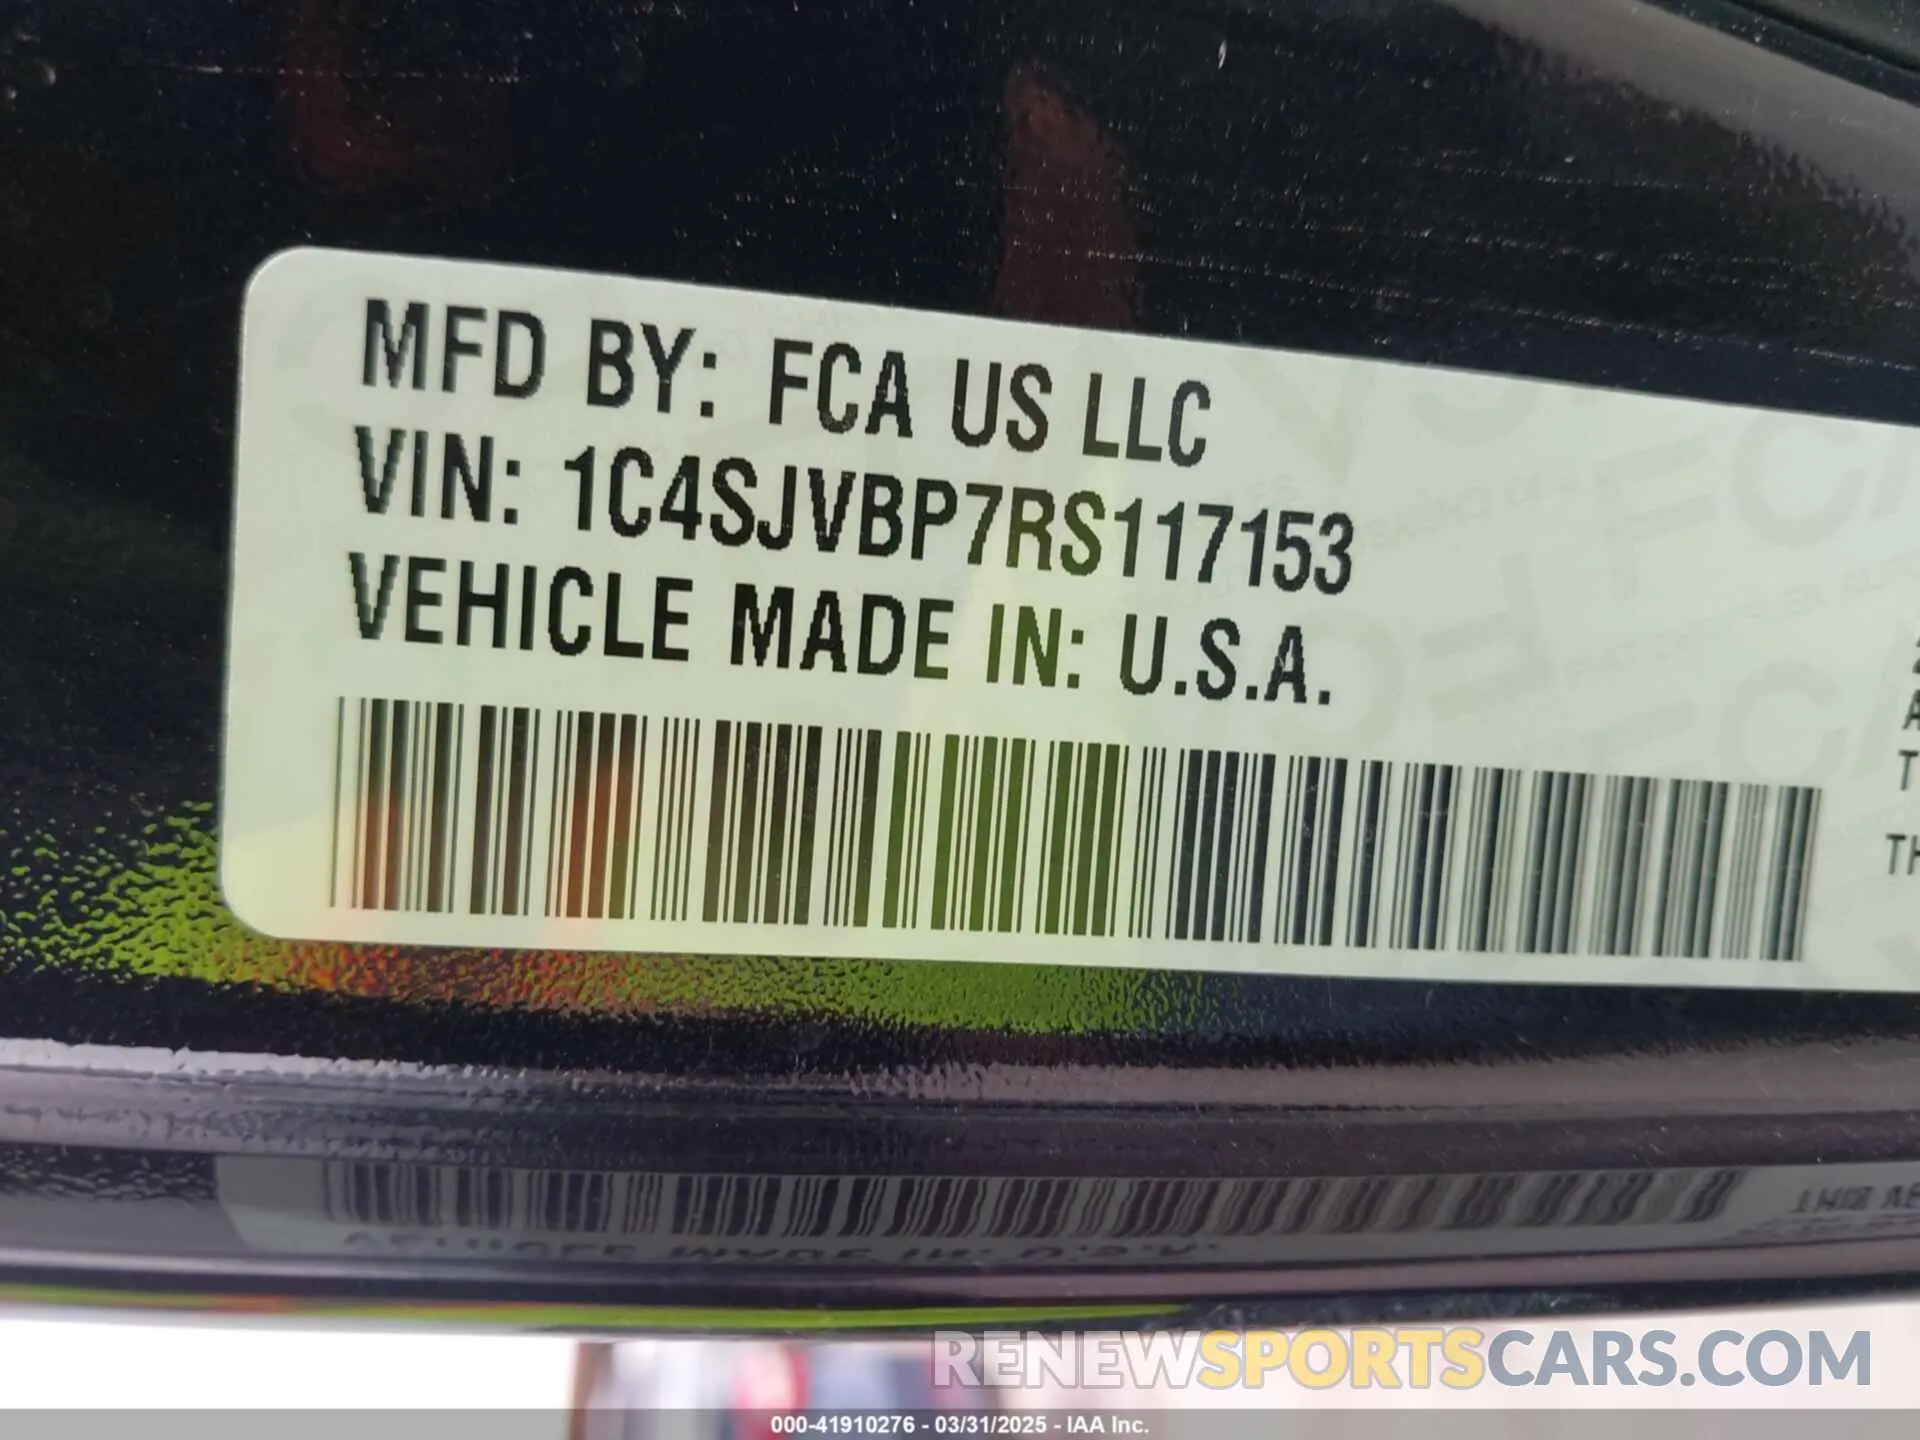 MFD BY: FCA US LLC
VIN: 1C4SJVBP7RS117153
VEHICLE MADE IN: U.S.A.
TH
RENEWSPORTSCARS.COM
000-41910276 - 03/31/2025 - IAA Inc.